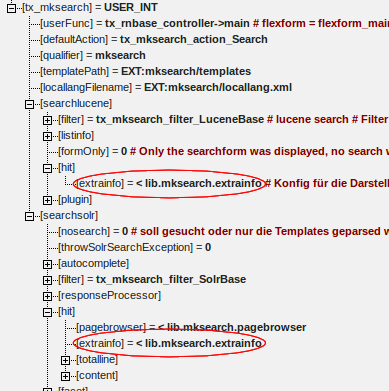 [tx_mksearch] = USER_INT
[userFunc] = tx_rnbase_controller->main # flexform = flexform_mai
[defaultAction] = tx_mksearch_action_Search
[qualifier] = mksearch
[templatePath] = EXT:mksearch/templates
[locallangFilename] = EXT:mksearch/locallang.xml
[searchlucene]
[filter] = tx_mksearch_filter_LuceneBase # lucene search # Filter
[listinfo]
[formOnly] = 0 # Only the searchform was displayed, no search w
[hit]
[extrainfo] = < lib.mksearch.extrainfo # Konfig für die Darstell
[plugin]
[searchsolr]
[nosearch] = 0 # soll gesucht oder nur die Templates geparsed w
[throwSolrSearchException] = 0
[autocomplete]
[filter] = tx_mksearch_filter_SolrBase
[responseProcessor]
[hit]
[pagebrowser] = < lib.mksearch.pagebrowser
[extrainfo] = < lib.mksearch.extrainfo
[totalline]
[content]
[facet]